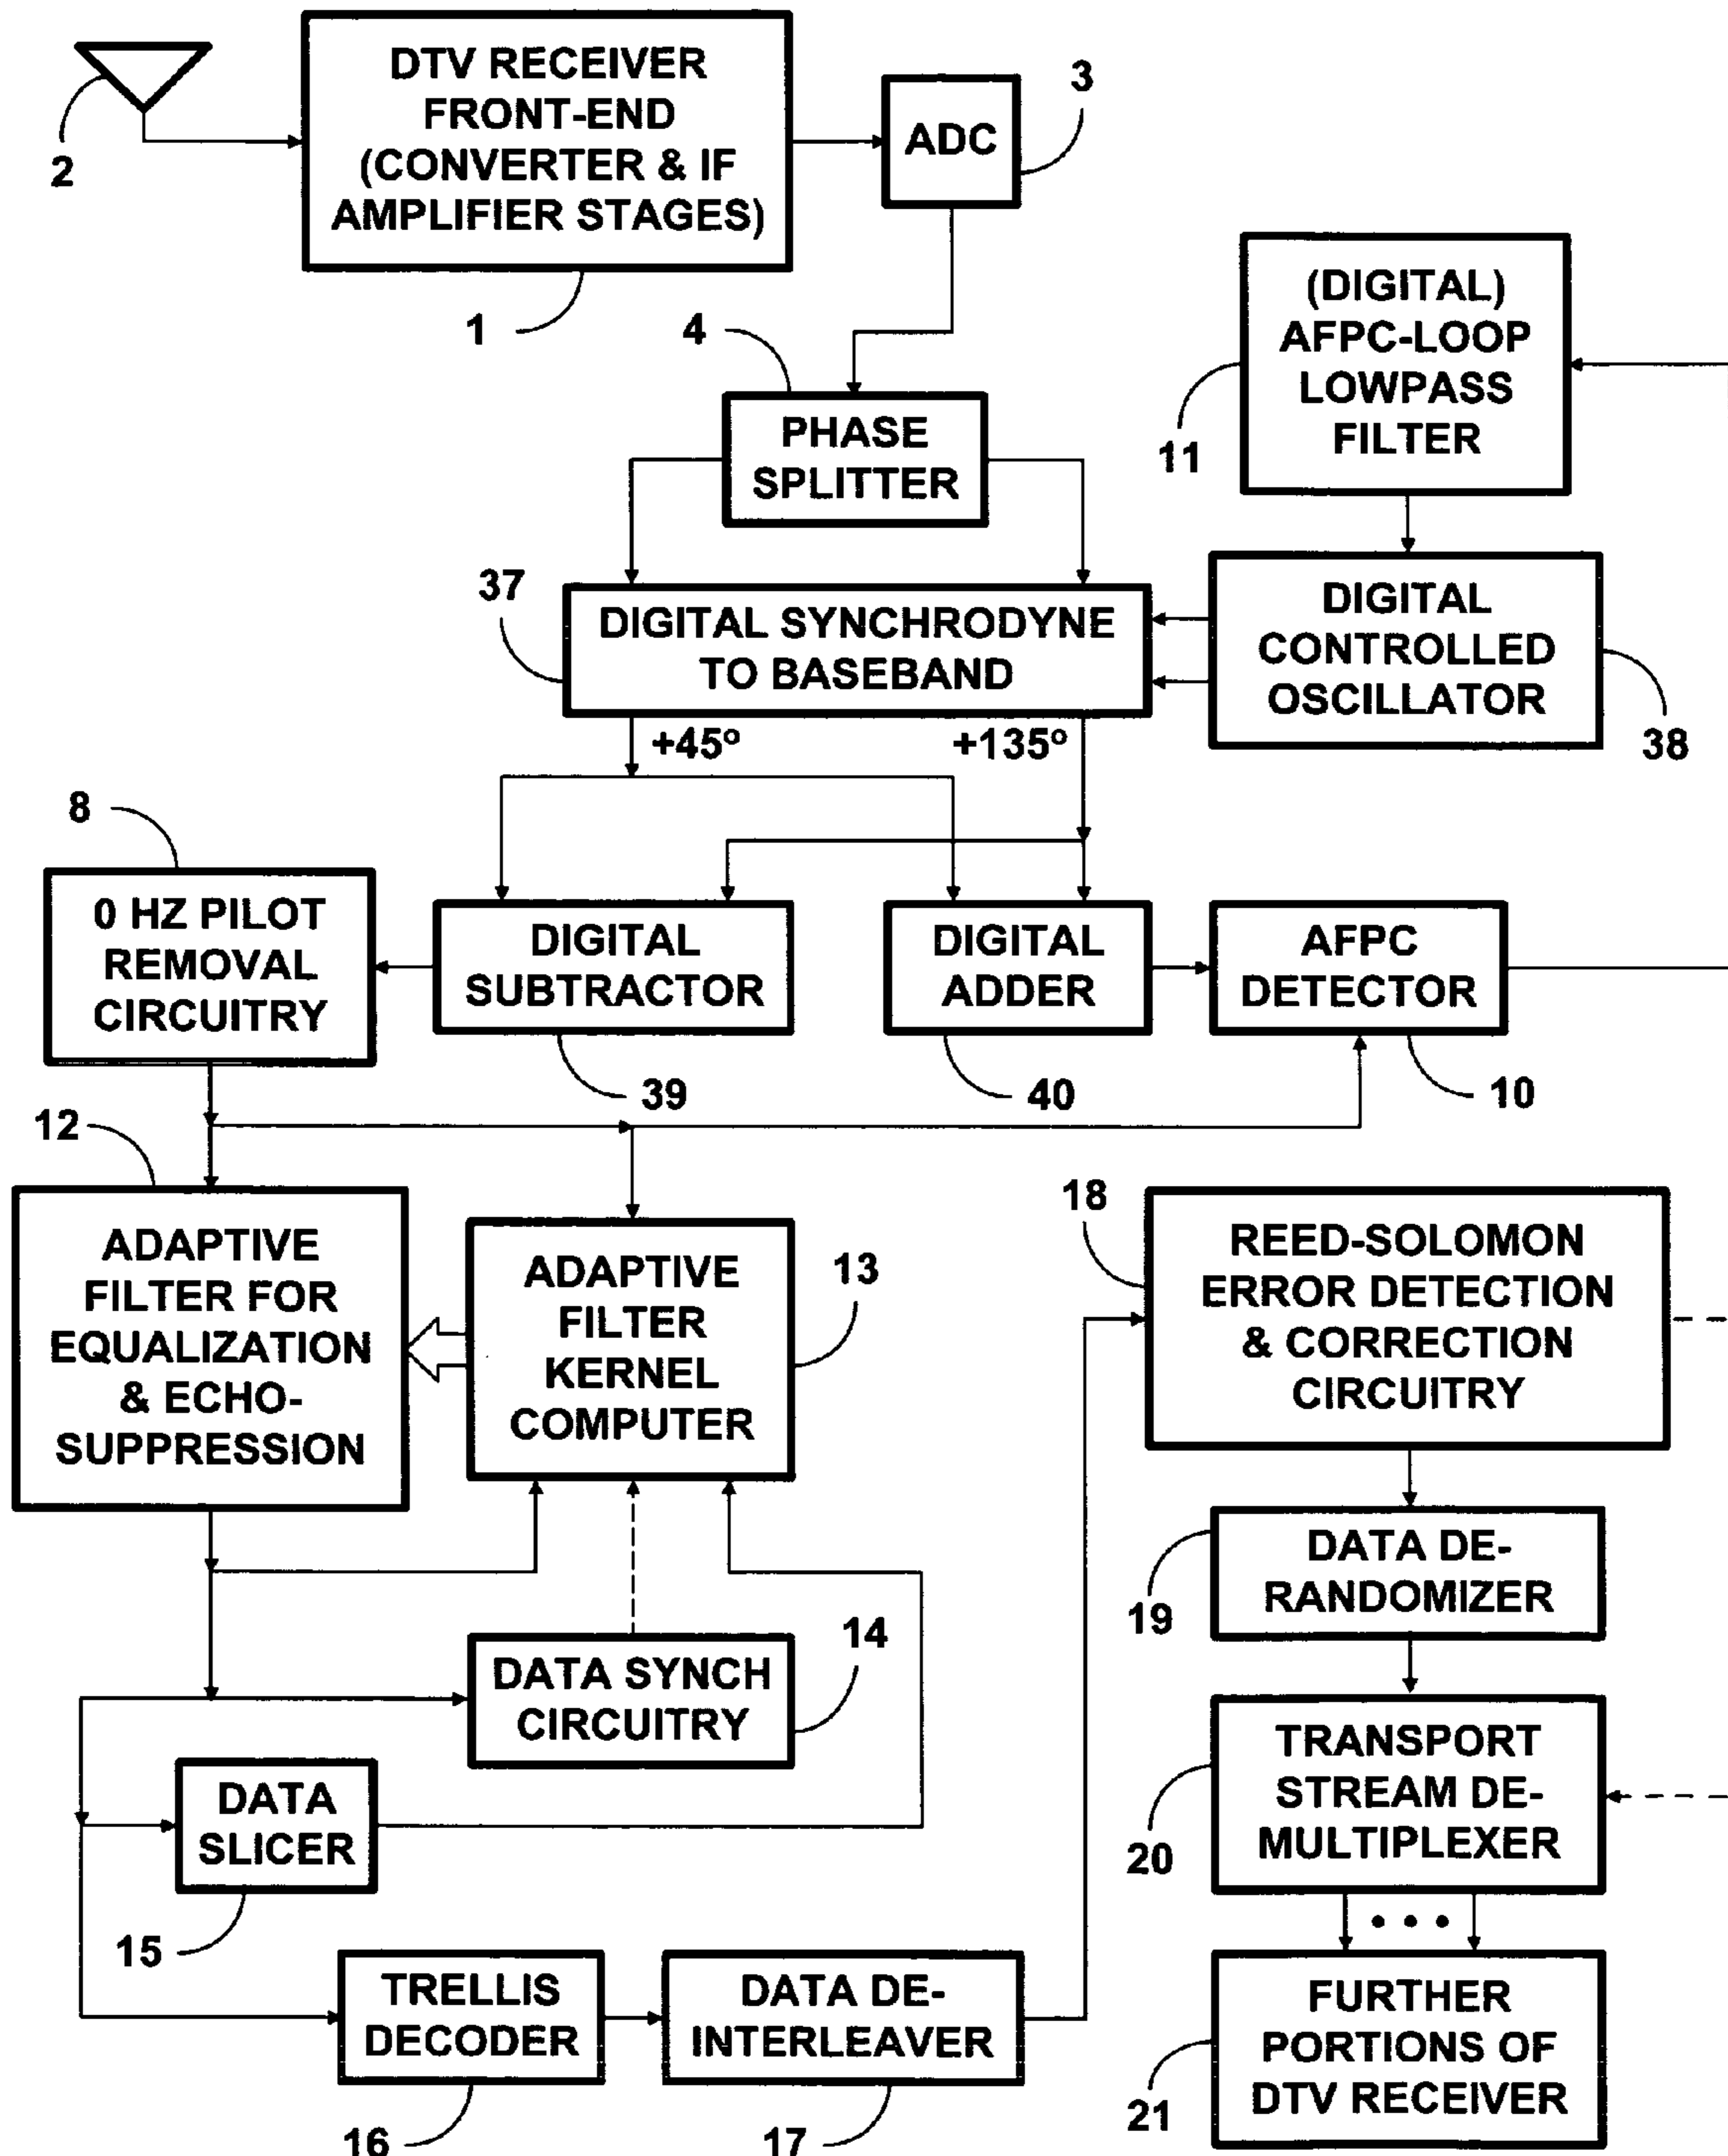 DTV RECEIVER
FRONT-END
(CONVERTER & IF
AMPLIFIER STAGES)
1
2
ADC
3
4
PHASE
SPLITTER
(DIGITAL)
AFPC-LOOP
LOWPASS
FILTER
11
37
DIGITAL SYNCHRODYNE
TO BASEBAND
DIGITAL
CONTROLLED
OSCILLATOR
38
+45°
+135°
8
0 HZ PILOT
REMOVAL
CIRCUITRY
DIGITAL
SUBTRACTOR
39
DIGITAL
ADDER
40
AFPC
DETECTOR
10
12
ADAPTIVE
FILTER FOR
EQUALIZATION
& ECHO-
SUPPRESSION
ADAPTIVE
FILTER
KERNEL
COMPUTER
13
18
REED-SOLOMON
ERROR DETECTION
& CORRECTION
CIRCUITRY
DATA SYNCH
CIRCUITRY
14
DATA DE-
RANDOMIZER
19
DATA
SLICER
15
TRANSPORT
STREAM DE-
MULTIPLEXER
20
• • •
TRELLIS
DECODER
16
DATA DE-
INTERLEAVER
17
FURTHER
PORTIONS OF
DTV RECEIVER
21